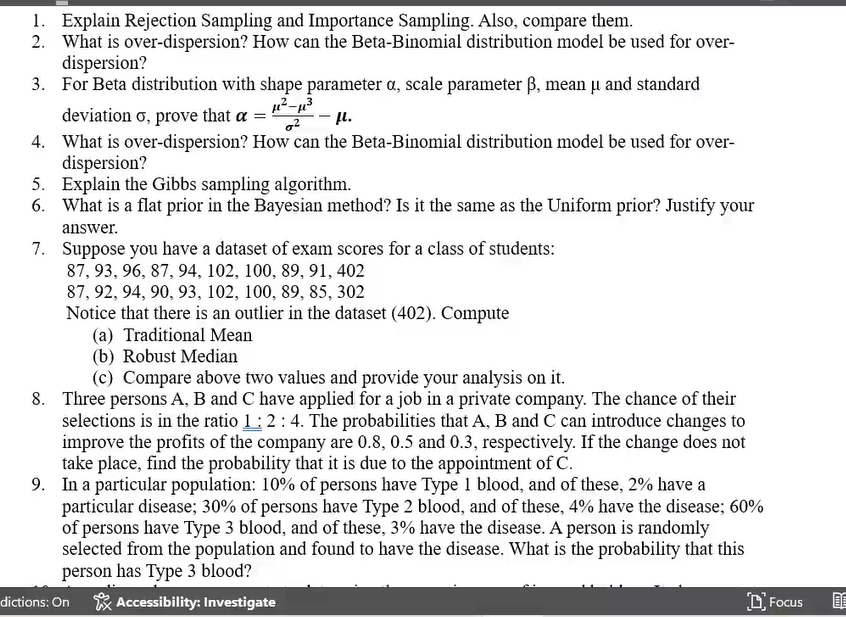 1. Explain Rejection Sampling and Importance Sampling. Also, compare them.
2. What is over-dispersion? How can the Beta-Binomial distribution model be used for over-
dispersion?
3. For Beta distribution with shape parameter α, scale parameter β, mean μ and standard
deviation σ, prove that α = (μ²−μ³)/σ² − μ.
4. What is over-dispersion? How can the Beta-Binomial distribution model be used for over-
dispersion?
5. Explain the Gibbs sampling algorithm.
6. What is a flat prior in the Bayesian method? Is it the same as the Uniform prior? Justify your
answer.
7. Suppose you have a dataset of exam scores for a class of students:
87, 93, 96, 87, 94, 102, 100, 89, 91, 402
87, 92, 94, 90, 93, 102, 100, 89, 85, 302
Notice that there is an outlier in the dataset (402). Compute
(a) Traditional Mean
(b) Robust Median
(c) Compare above two values and provide your analysis on it.
8. Three persons A, B and C have applied for a job in a private company. The chance of their
selections is in the ratio 1 : 2 : 4. The probabilities that A, B and C can introduce changes to
improve the profits of the company are 0.8, 0.5 and 0.3, respectively. If the change does not
take place, find the probability that it is due to the appointment of C.
9. In a particular population: 10% of persons have Type 1 blood, and of these, 2% have a
particular disease; 30% of persons have Type 2 blood, and of these, 4% have the disease; 60%
of persons have Type 3 blood, and of these, 3% have the disease. A person is randomly
selected from the population and found to have the disease. What is the probability that this
person has Type 3 blood?
dictions: On Accessibility: Investigate Focus